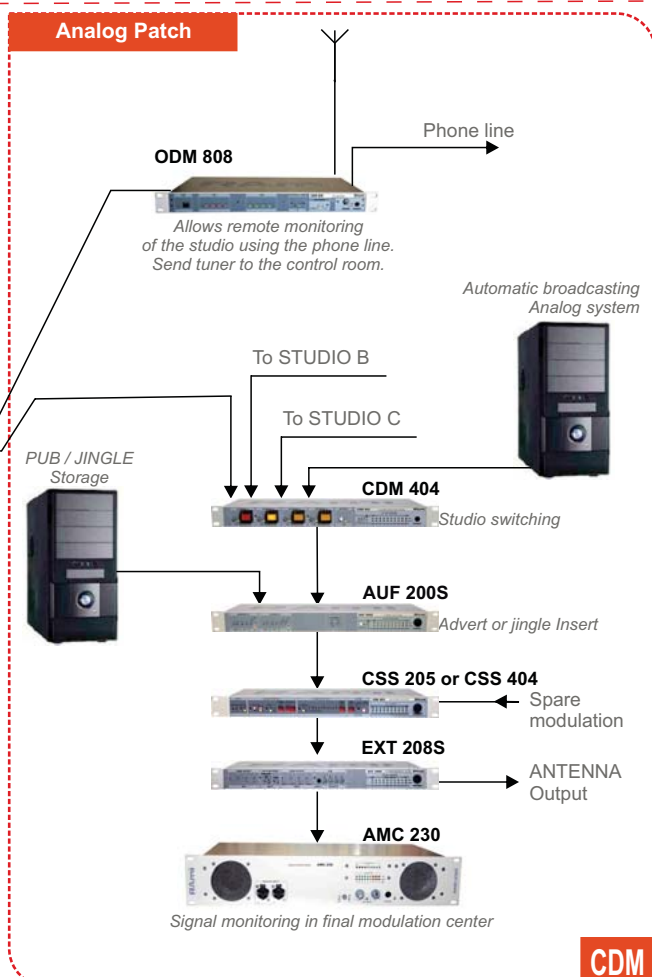 Analog Patch
Phone line
ODM 808
Allows remote monitoring
of the studio using the phone line.
Send tuner to the control room.
Automatic broadcasting
Analog system
To STUDIO B
To STUDIO C
PUB / JINGLE
Storage
CDM 404
Studio switching
AUF 200S
Advert or jingle Insert
CSS 205 or CSS 404
Spare
modulation
EXT 208S
ANTENNA
Output
AMC 230
Signal monitoring in final modulation center
CDM